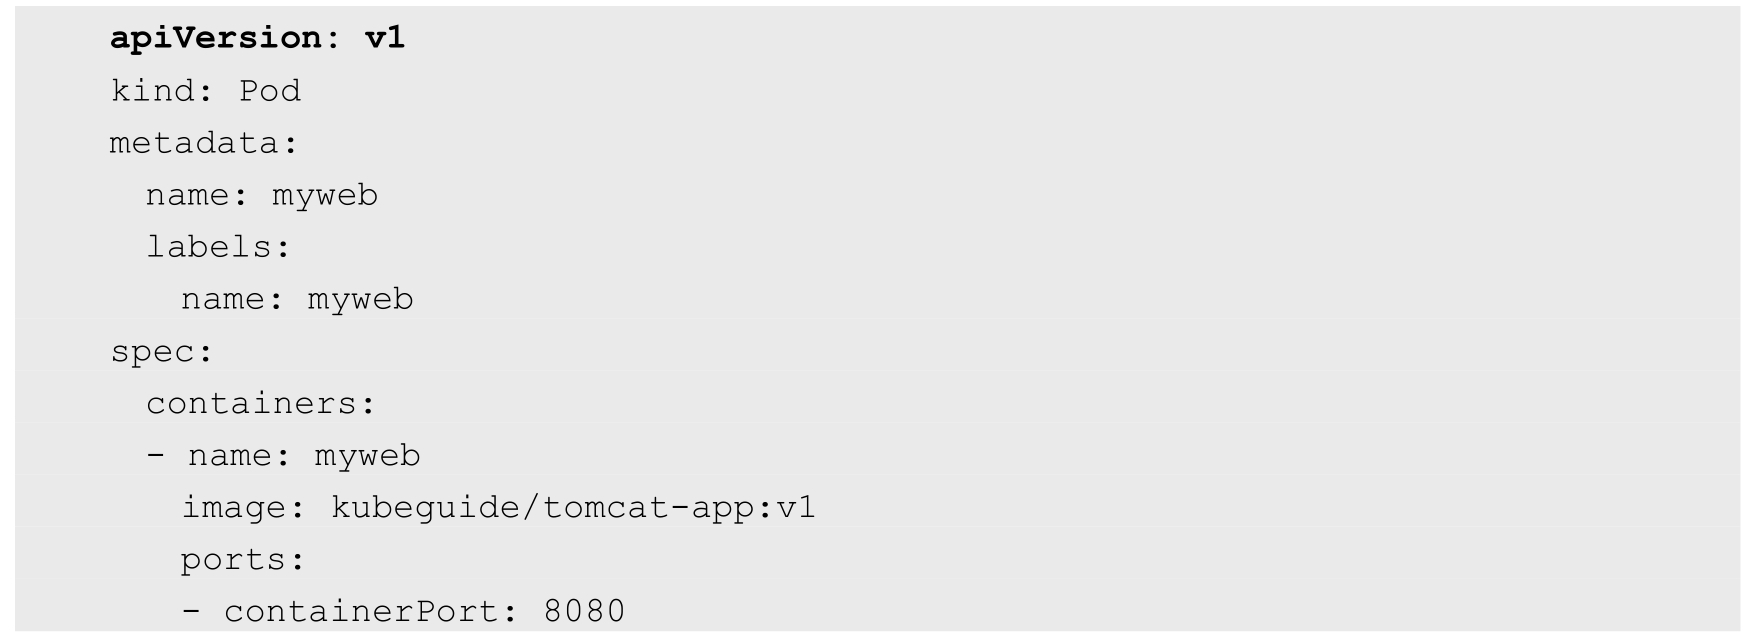 apiVersion: v1
kind: Pod
metadata:
  name: myweb
  labels:
    name: myweb
spec:
  containers:
  - name: myweb
    image: kubeguide/tomcat-app:v1
    ports:
    - containerPort: 8080